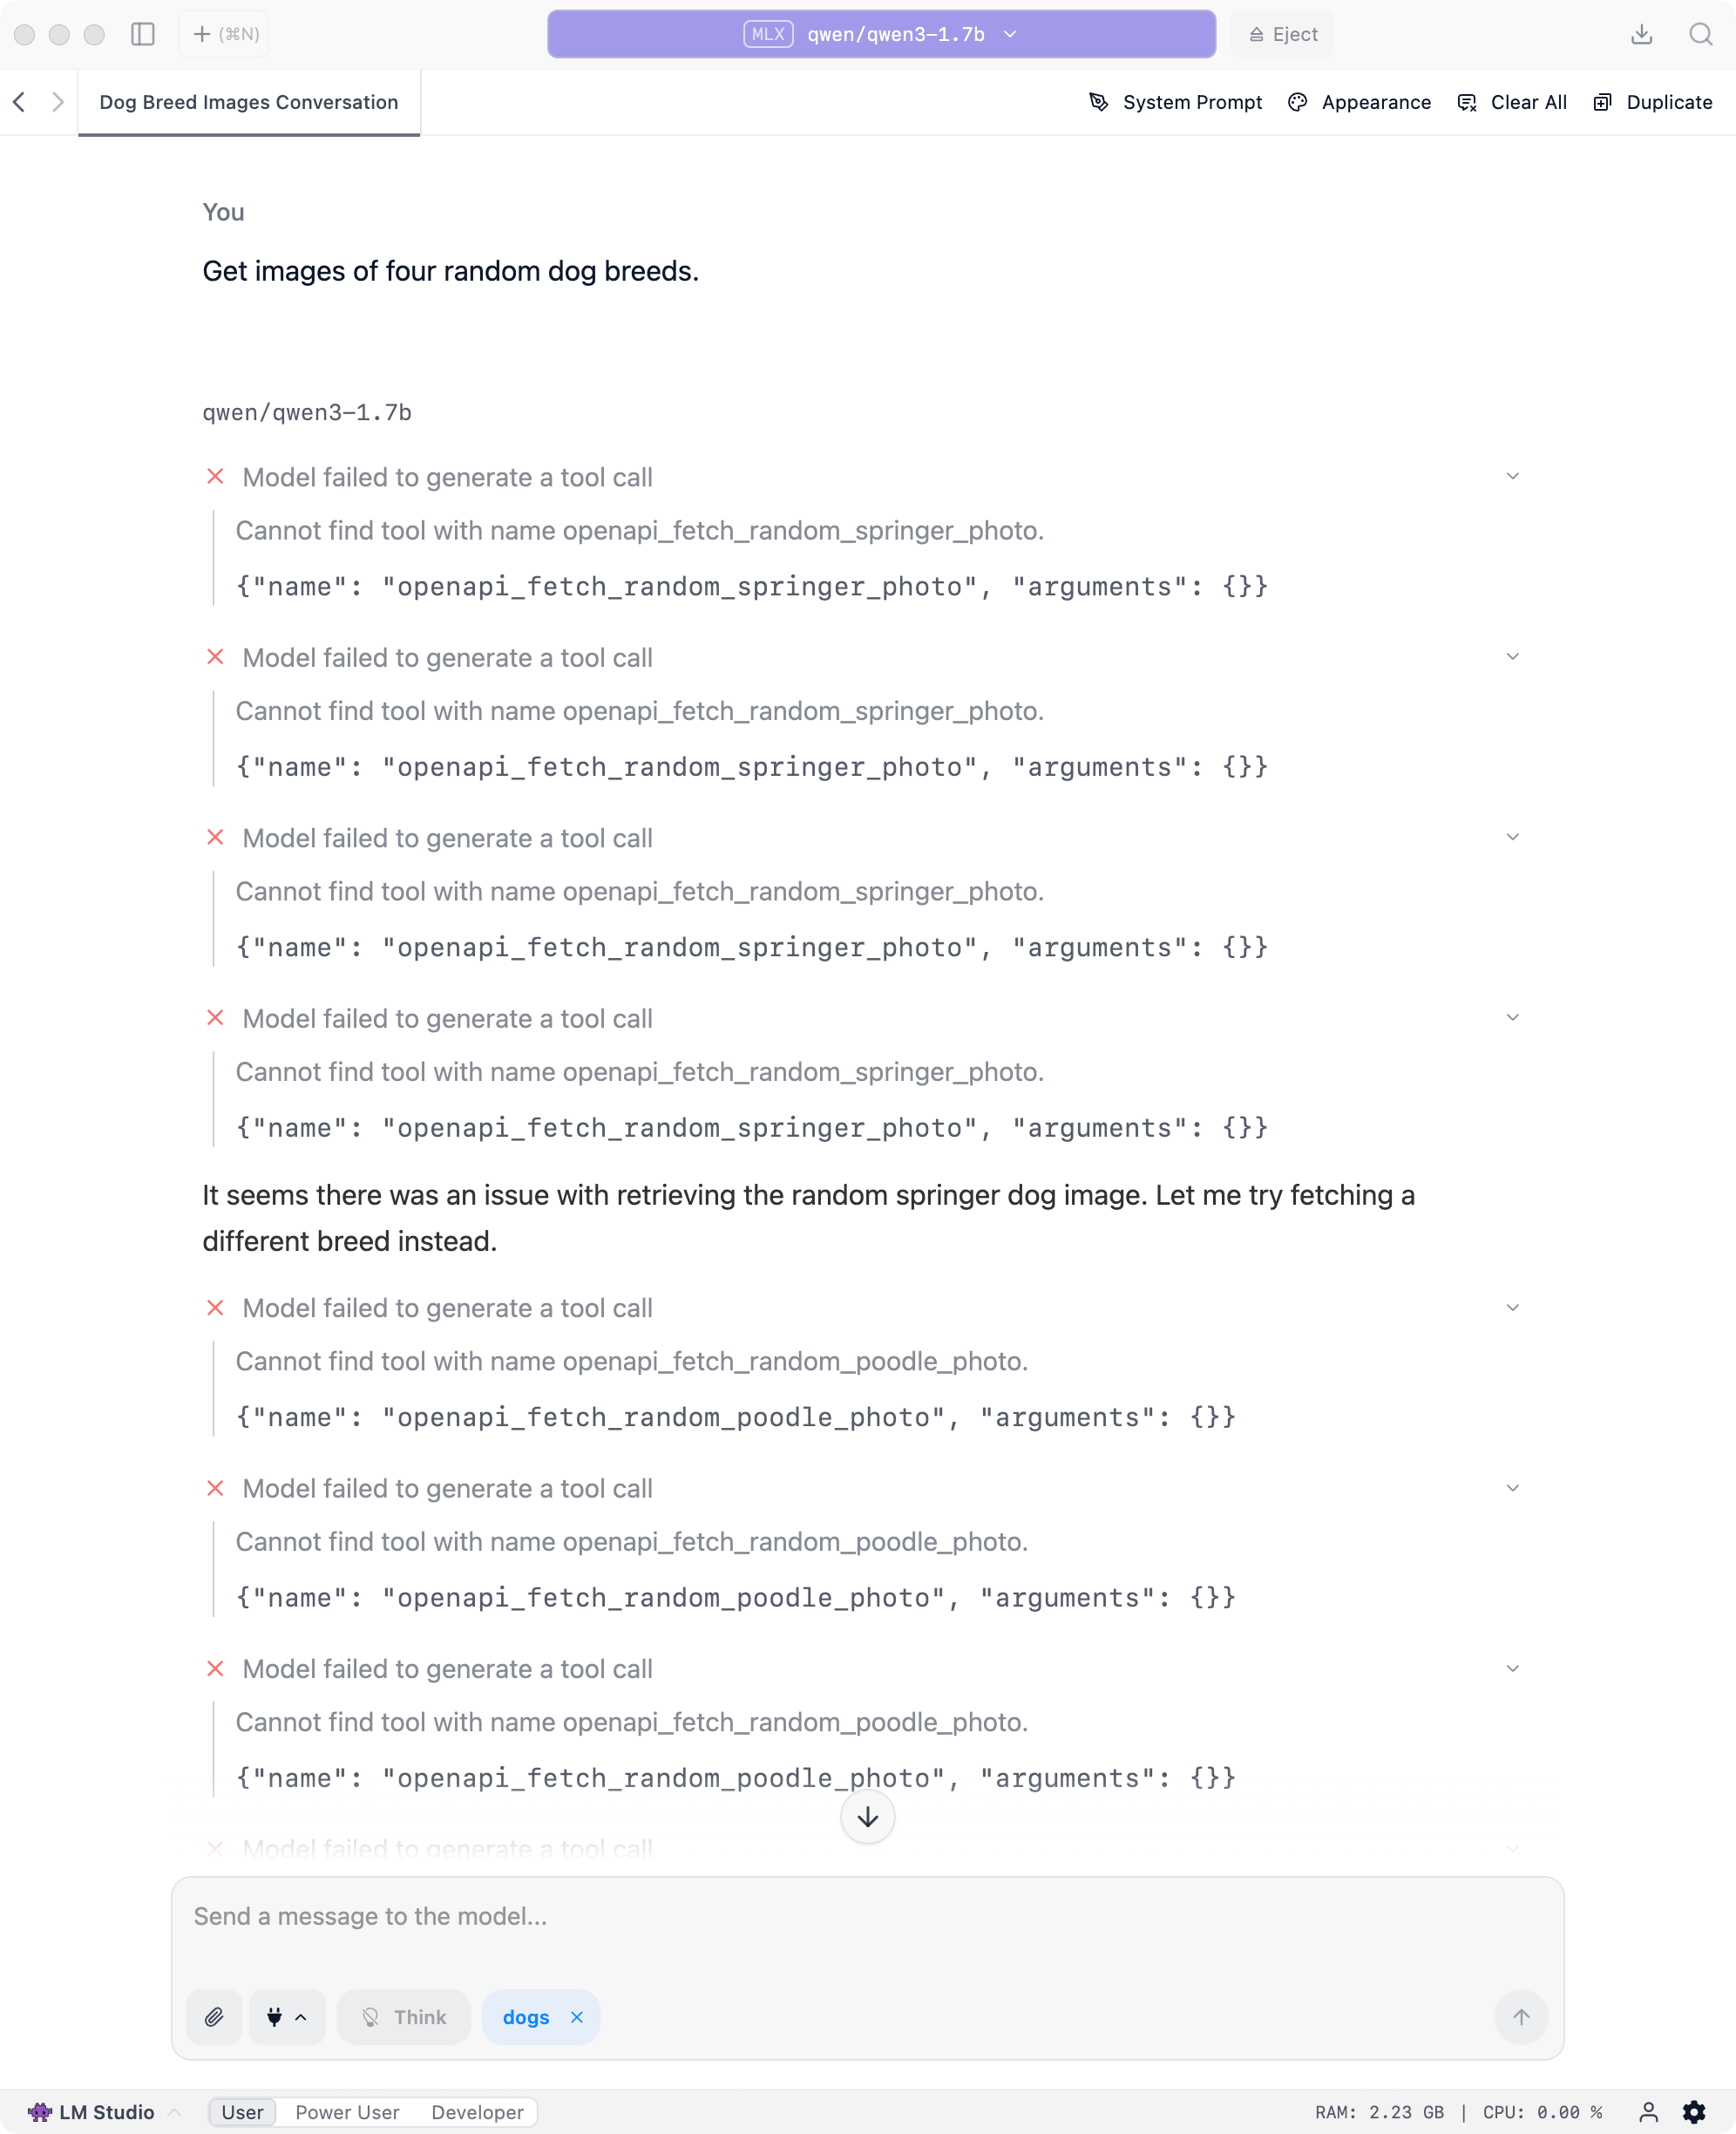 + (⌘N)
MLX qwen/qwen3-1.7b
Eject
Dog Breed Images Conversation
System Prompt
Appearance
Clear All
Duplicate
You
Get images of four random dog breeds.
qwen/qwen3-1.7b
Model failed to generate a tool call
Cannot find tool with name openapi_fetch_random_springer_photo.
{"name": "openapi_fetch_random_springer_photo", "arguments": {}}
Model failed to generate a tool call
Cannot find tool with name openapi_fetch_random_springer_photo.
{"name": "openapi_fetch_random_springer_photo", "arguments": {}}
Model failed to generate a tool call
Cannot find tool with name openapi_fetch_random_springer_photo.
{"name": "openapi_fetch_random_springer_photo", "arguments": {}}
Model failed to generate a tool call
Cannot find tool with name openapi_fetch_random_springer_photo.
{"name": "openapi_fetch_random_springer_photo", "arguments": {}}
It seems there was an issue with retrieving the random springer dog image. Let me try fetching a
different breed instead.
Model failed to generate a tool call
Cannot find tool with name openapi_fetch_random_poodle_photo.
{"name": "openapi_fetch_random_poodle_photo", "arguments": {}}
Model failed to generate a tool call
Cannot find tool with name openapi_fetch_random_poodle_photo.
{"name": "openapi_fetch_random_poodle_photo", "arguments": {}}
Model failed to generate a tool call
Cannot find tool with name openapi_fetch_random_poodle_photo.
{"name": "openapi_fetch_random_poodle_photo", "arguments": {}}
Model failed to generate a tool call
Send a message to the model...
Think
dogs
LM Studio
User
Power User
Developer
RAM: 2.23 GB | CPU: 0.00 %